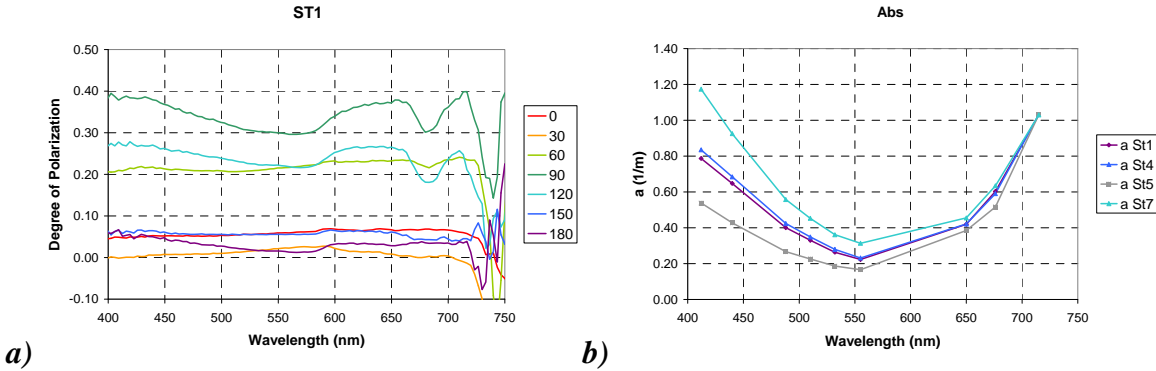 ST1
0.50
0.40
0.30
0.20
0.10
0.00
-0.10
Degree of Polarization
400 450 500 550 600 650 700 750
Wavelength (nm)
0
30
60
90
120
150
180
a)
Abs
1.40
1.20
1.00
0.80
0.60
0.40
0.20
0.00
a (1/m)
400 450 500 550 600 650 700 750
Wavelength (nm)
a St1
a St4
a St5
a St7
b)